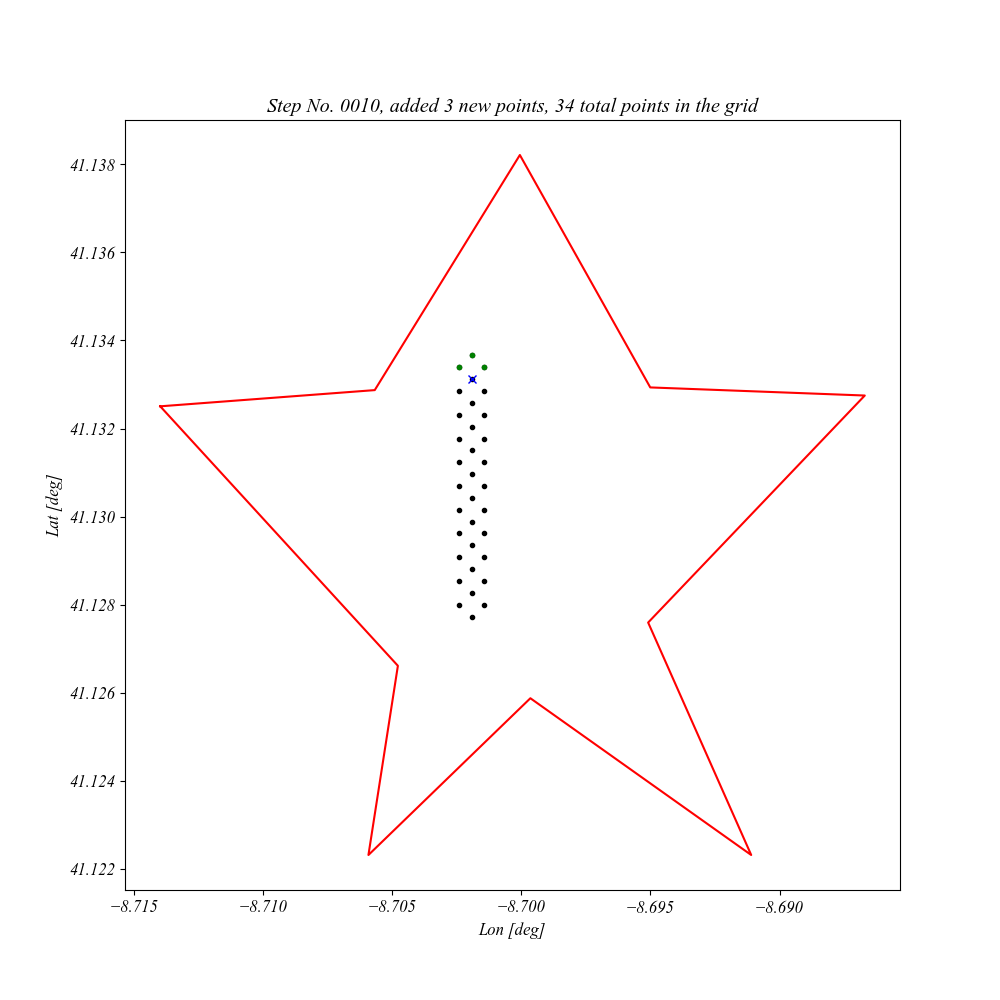 Step No. 0010, added 3 new points, 34 total points in the grid
41.138
41.136
41.134
41.132
41.130
41.128
41.126
41.124
41.122
Lat [deg]
−8.715 −8.710 −8.705 −8.700 −8.695 −8.690
Lon [deg]